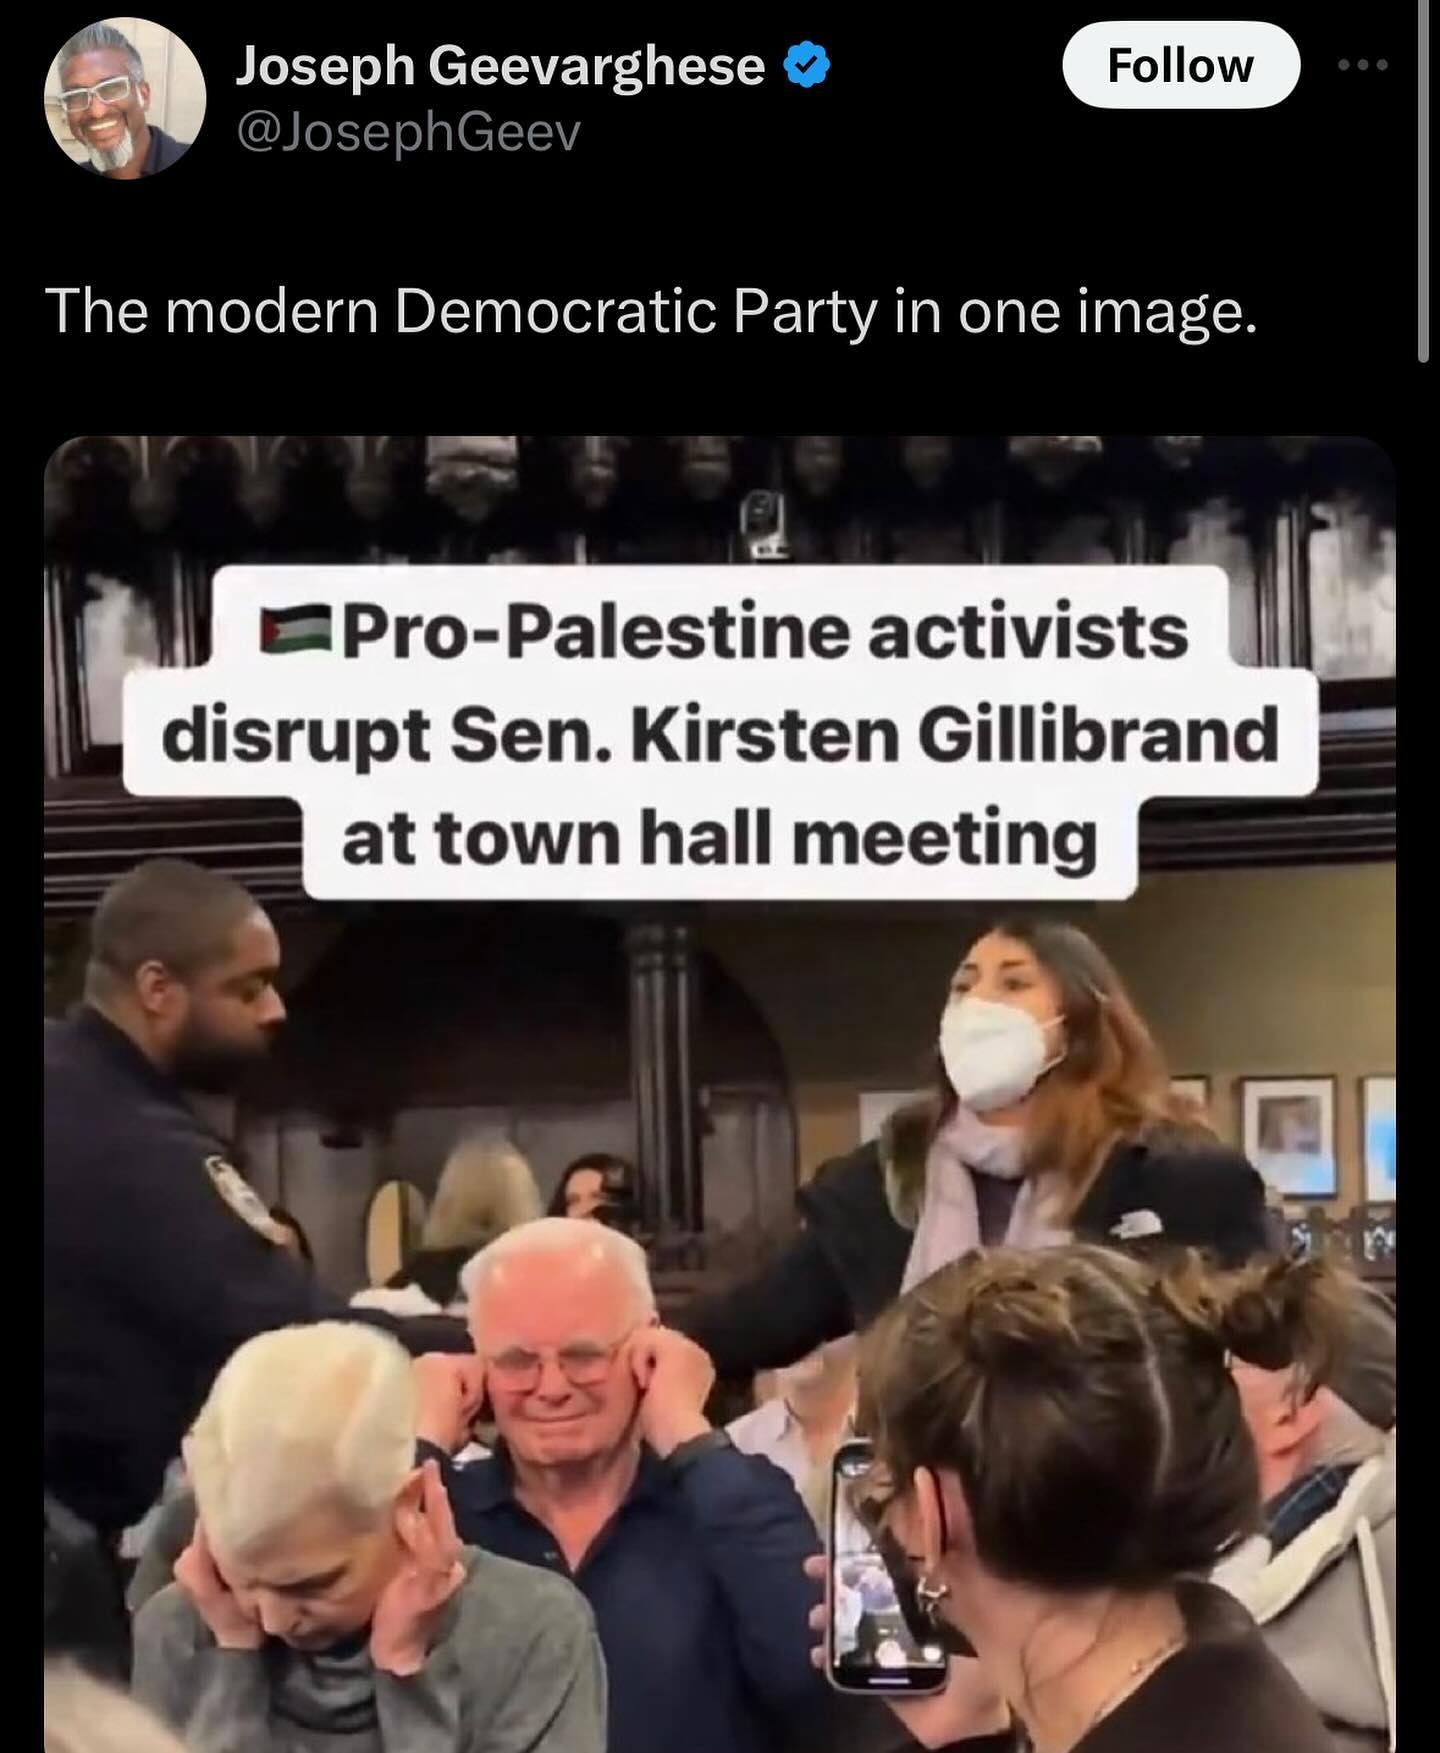 Joseph Geevarghese
@JosephGeev
Follow
The modern Democratic Party in one image.
🇵🇸Pro-Palestine activists
disrupt Sen. Kirsten Gillibrand
at town hall meeting